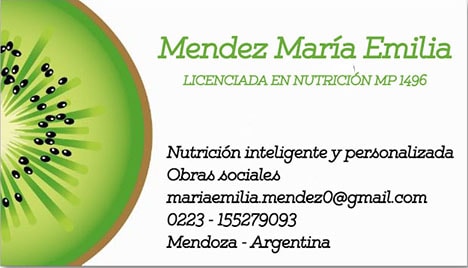 Mendez María Emilia
LICENCIADA EN NUTRICIÓN MP 1496
Nutrición inteligente y personalizada
Obras sociales
mariaemilia.mendez0@gmail.com
0223 - 155279093
Mendoza - Argentina